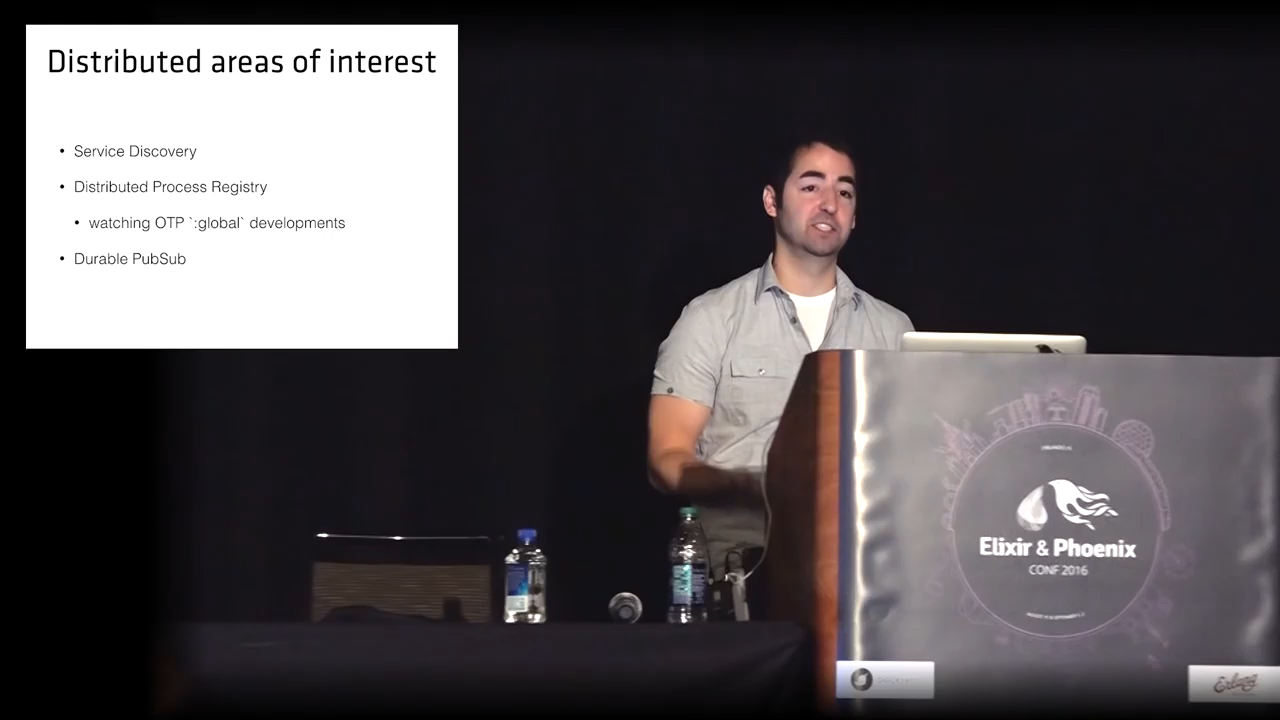 Distributed areas of interest
• Service Discovery
• Distributed Process Registry
• watching OTP `:global` developments
• Durable PubSub
Elixir & Phoenix
CONF 2016
Erlang